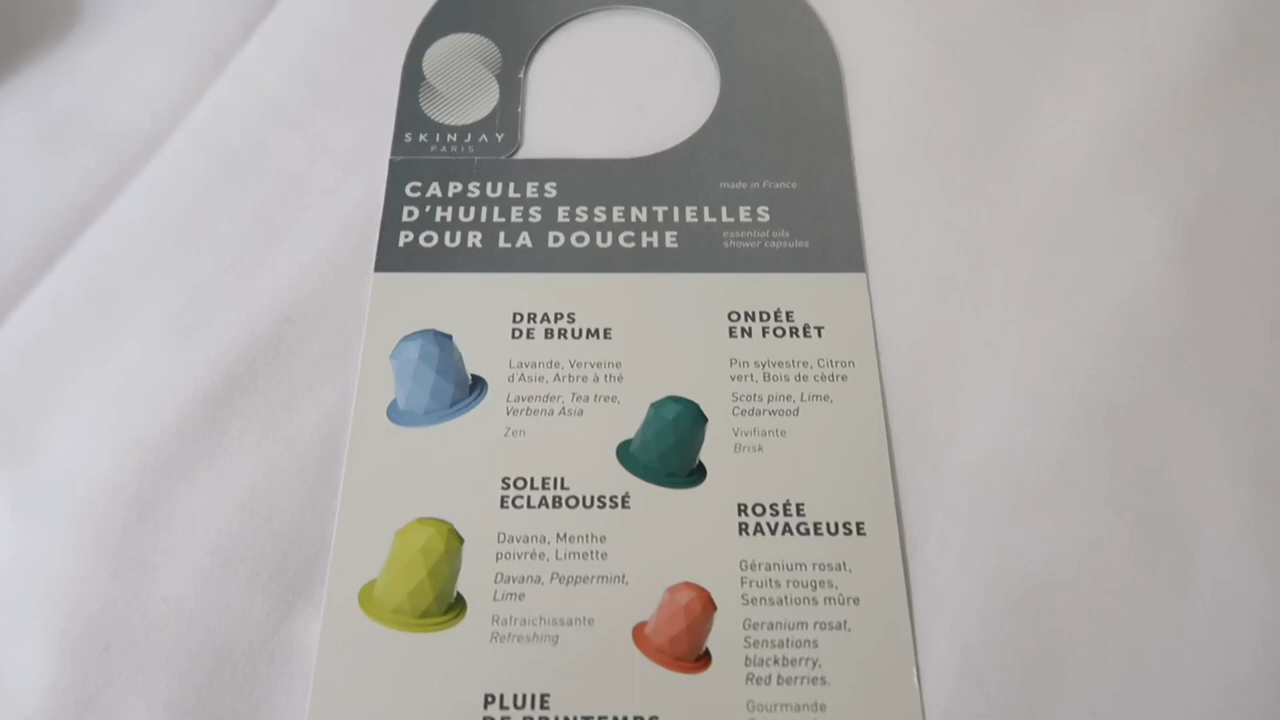 SKINJAY
PARIS
CAPSULES
D'HUILES ESSENTIELLES
POUR LA DOUCHE
made in France
essential oils
shower capsules
DRAPS
DE BRUME
Lavande, Verveine
d'Asie, Arbre à thé
Lavender, Tea tree,
Verbena Asia
Zen
ONDÉE
EN FORÊT
Pin sylvestre, Citron
vert, Bois de cèdre
Scots pine, Lime,
Cedarwood
Vivifiante
Brisk
SOLEIL
ECLABOUSSÉ
Davana, Menthe
poivrée, Limette
Davana, Peppermint,
Lime
Rafraichissante
Refreshing
ROSÉE
RAVAGEUSE
Géranium rosat,
Fruits rouges,
Sensations mûre
Geranium rosat,
Sensations
blackberry,
Red berries.
Gourmande
PLUIE
DE PRINTEMPS